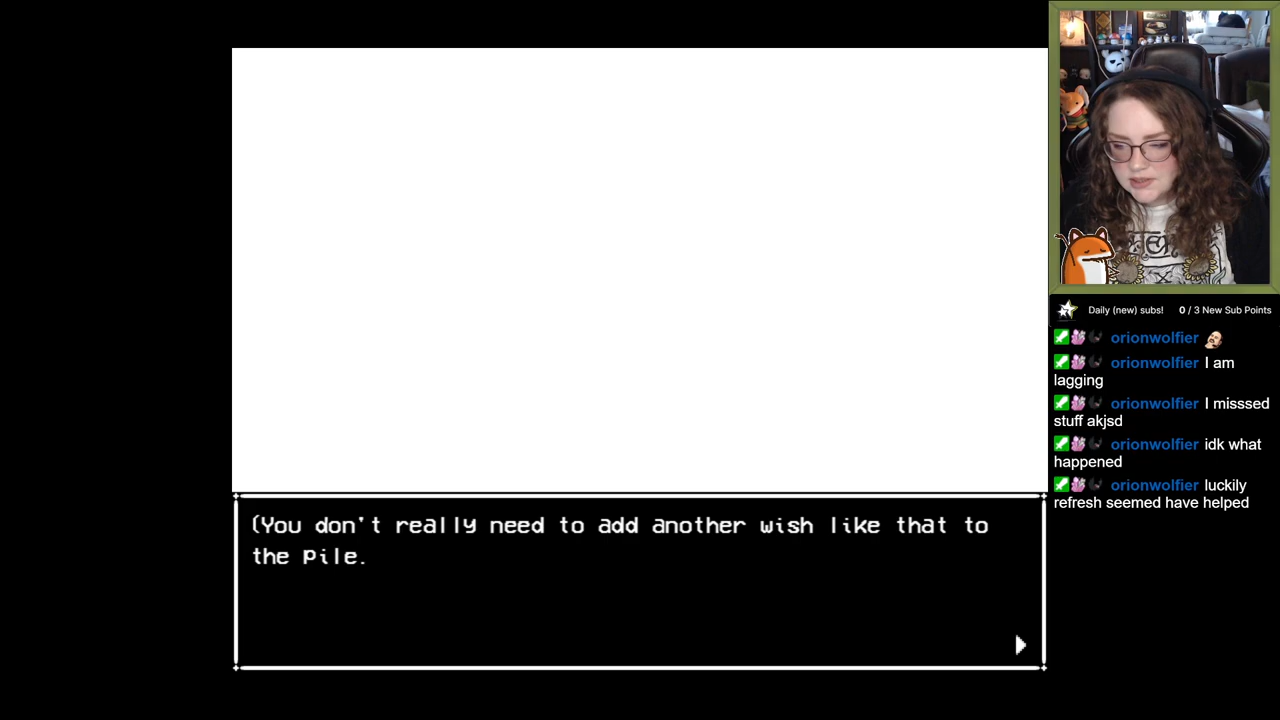 (You don't really need to add another wish like that to
the Pile.
Daily (new) subs! 0 / 3 New Sub Points
orionwolfier
orionwolfier I am
lagging
orionwolfier I misssed
stuff akjsd
orionwolfier idk what
happened
orionwolfier luckily
refresh seemed have helped